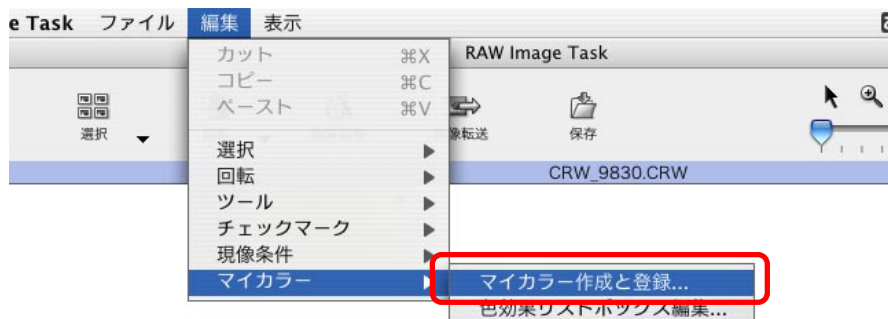 e Task ファイル 編集 表示
RAW Image Task
カット ⌘X
コピー ⌘C
ペースト ⌘V
選択
像転送
保存
CRW_9830.CRW
選択
回転
ツール
チェックマーク
現像条件
マイカラー
マイカラー作成と登録...
色効果リストボックス編集...